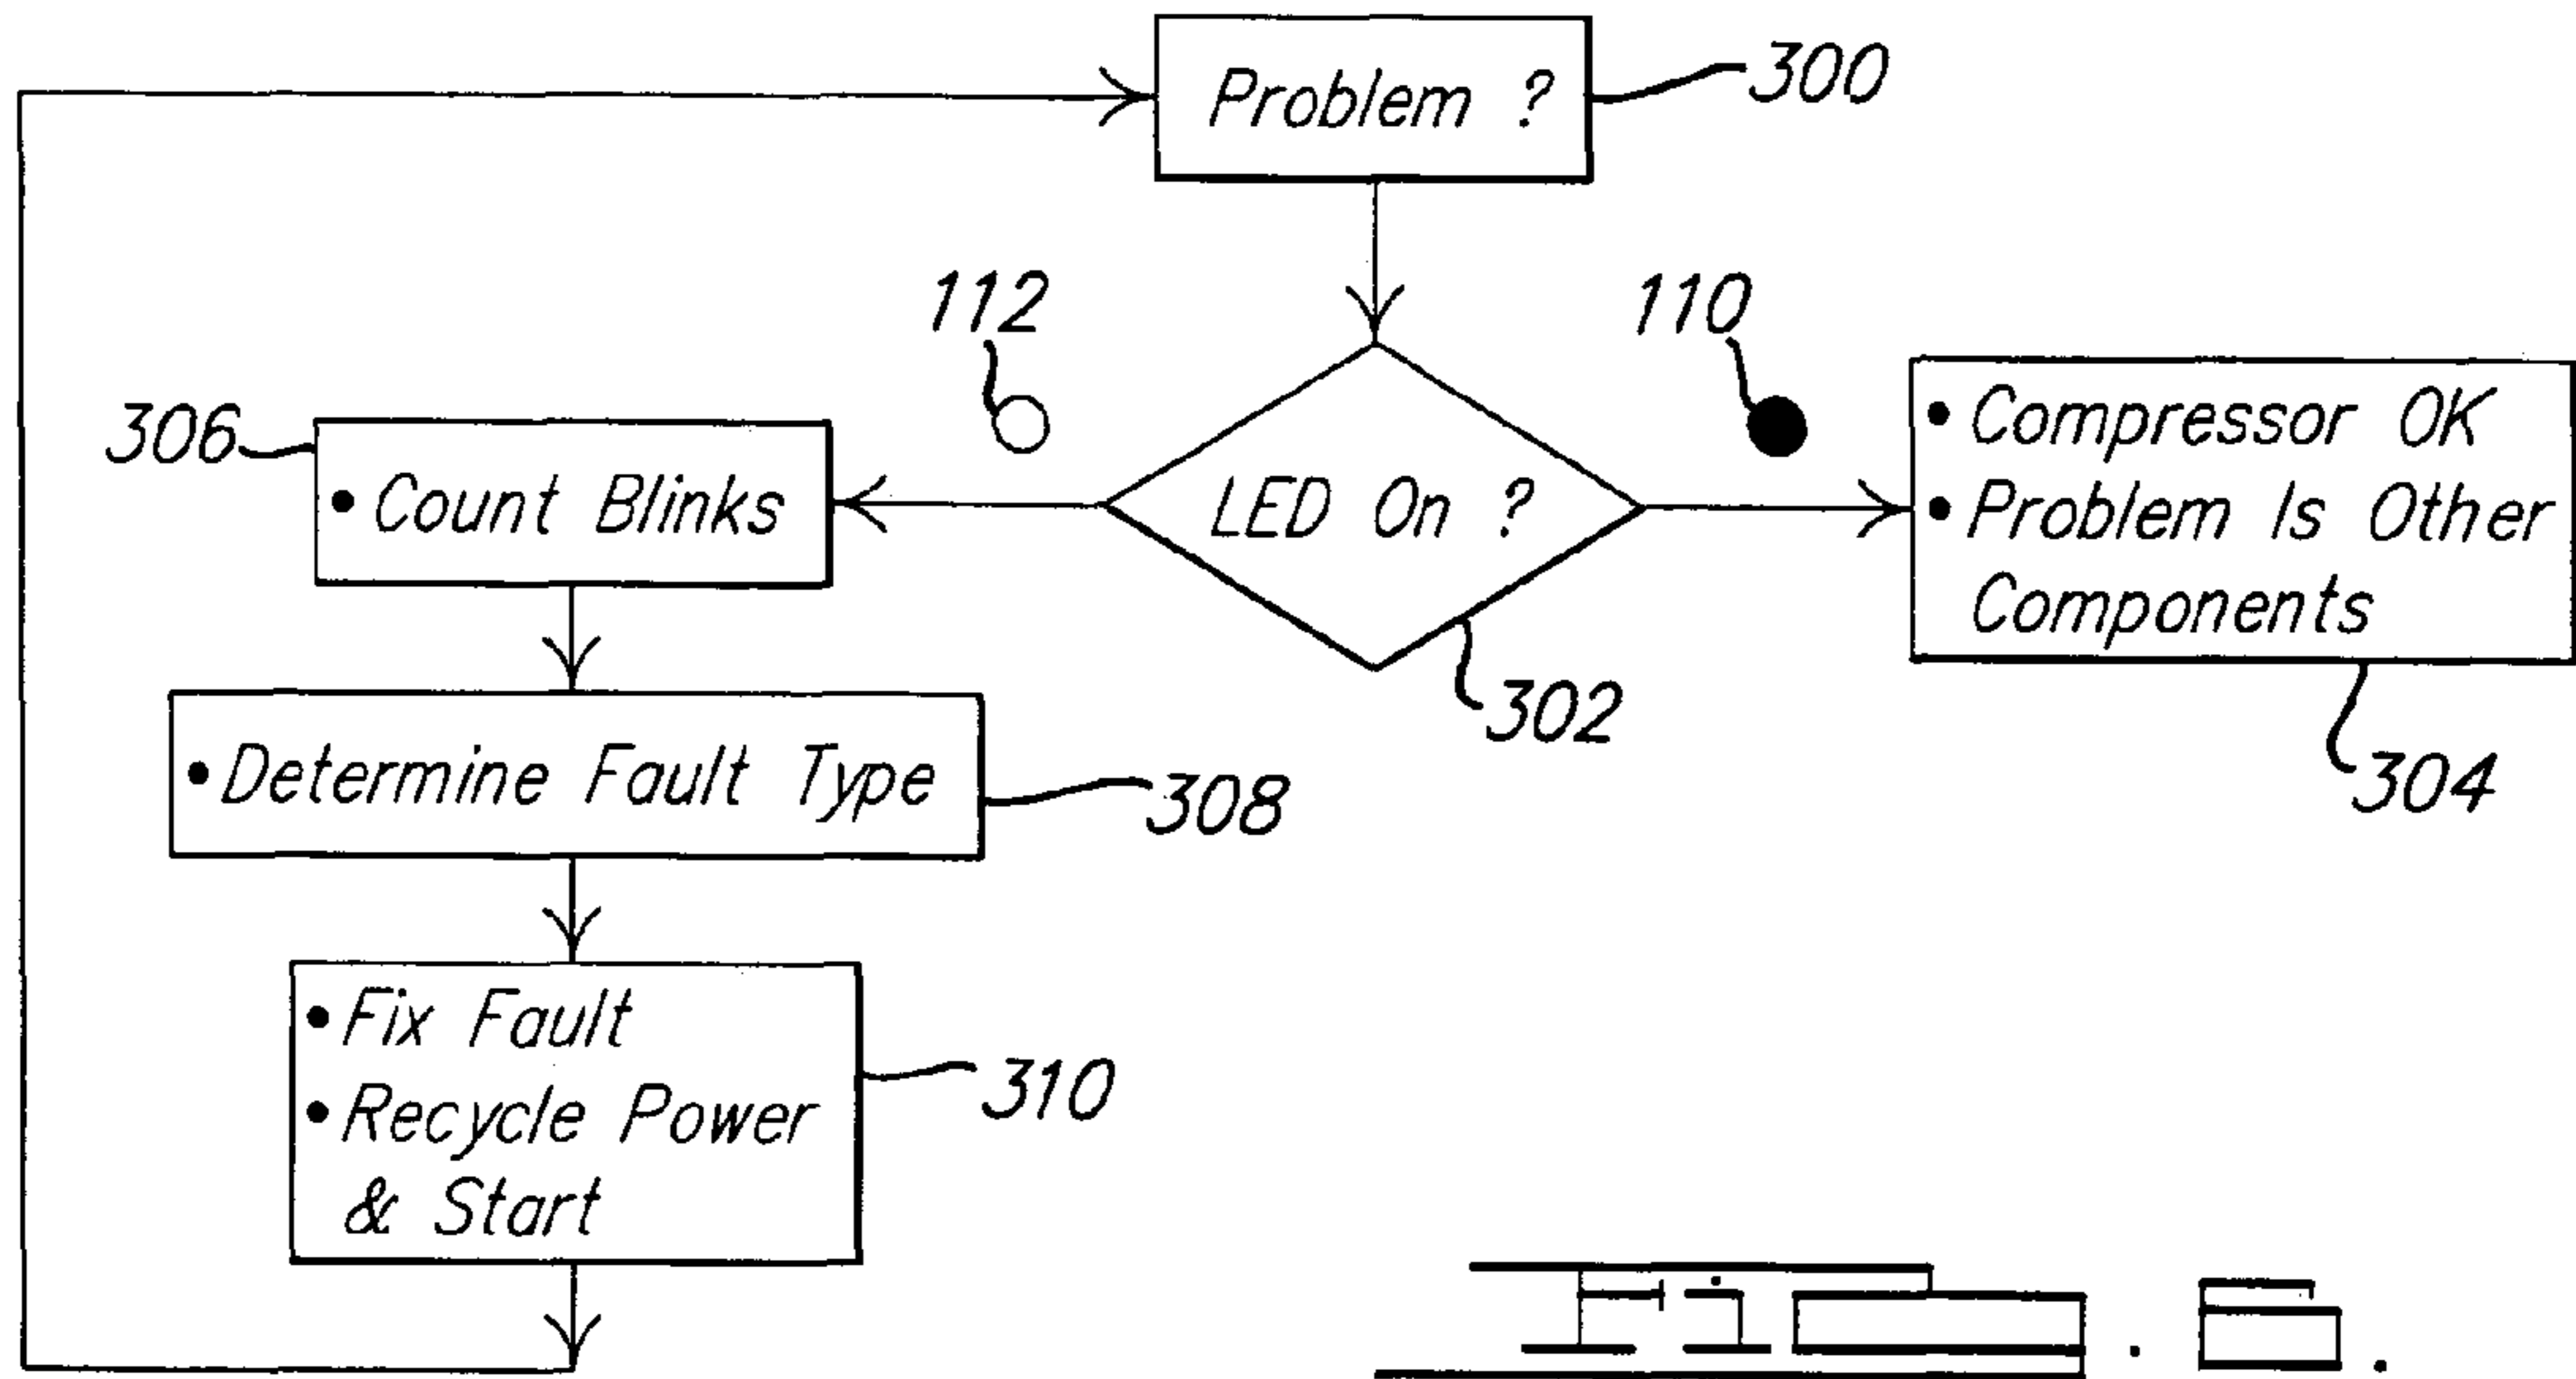 Problem ?
300
112
110
306
• Count Blinks
LED On ?
• Compressor OK
• Problem Is Other
Components
302
304
• Determine Fault Type
308
• Fix Fault
• Recycle Power
& Start
310